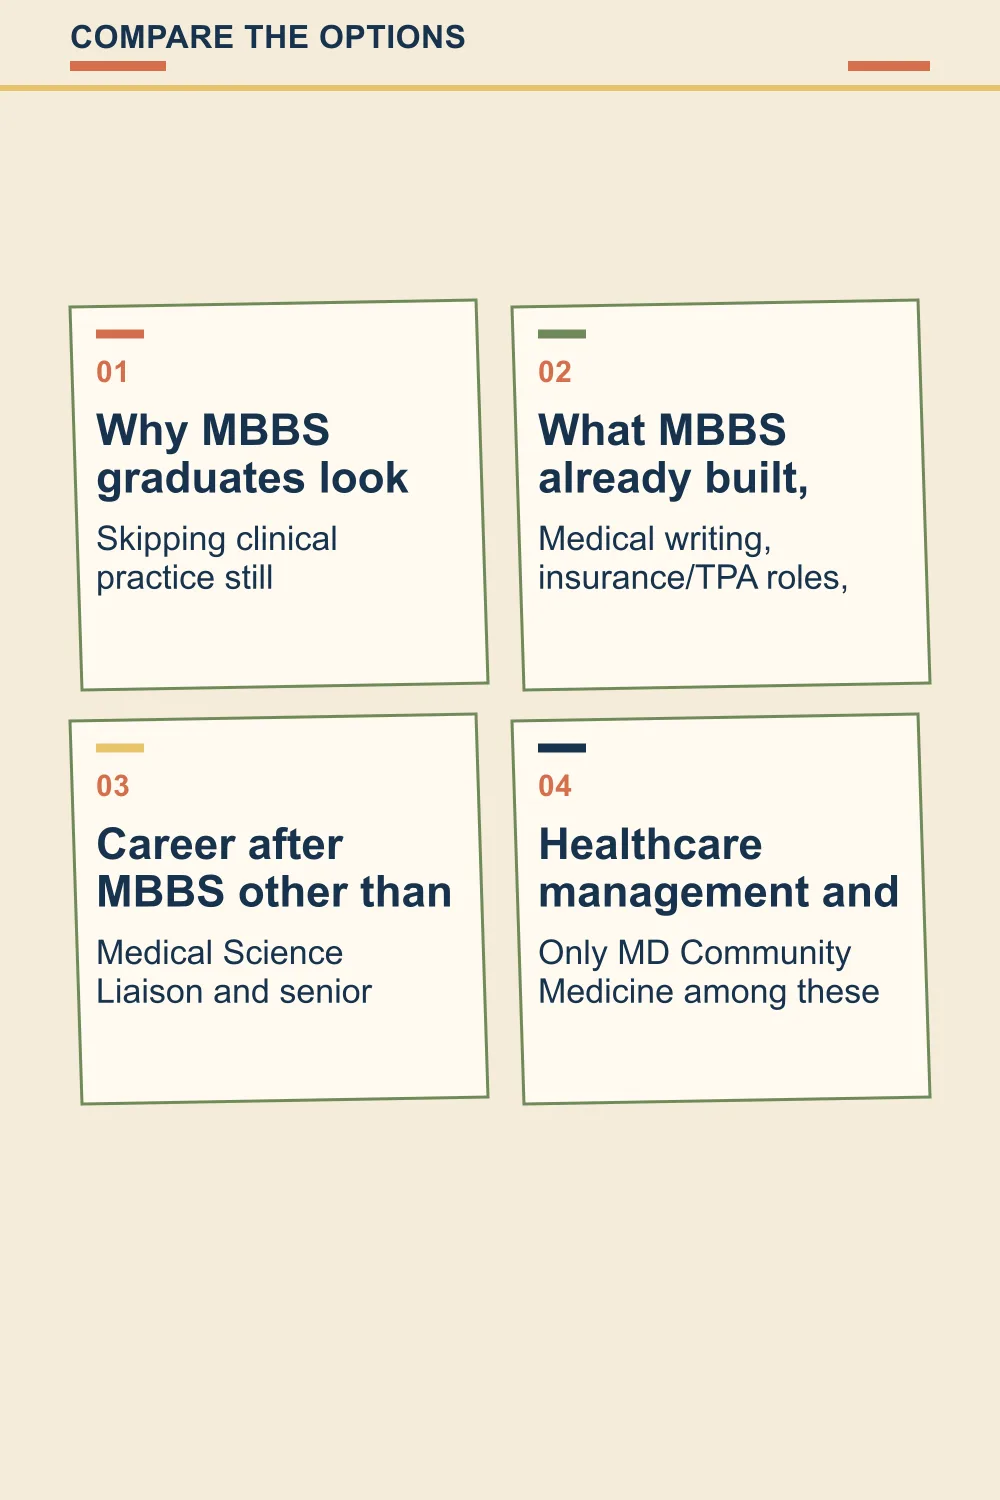 COMPARE THE OPTIONS
01
Why MBBS
graduates look
Skipping clinical
practice still
02
What MBBS
already built,
Medical writing,
insurance/TPA roles,
03
Career after
MBBS other than
Medical Science
Liaison and senior
04
Healthcare
management and
Only MD Community
Medicine among these